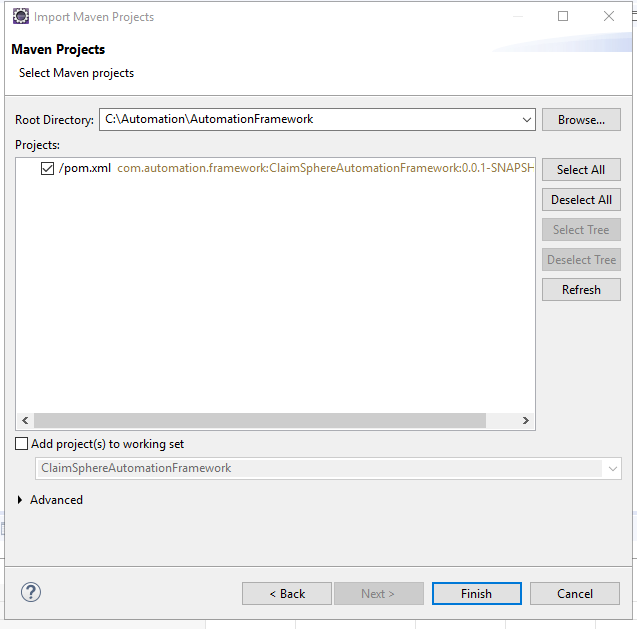 Import Maven Projects
Maven Projects
Select Maven projects
Root Directory: C:\Automation\AutomationFramework Browse...
Projects:
/pom.xml com.automation.framework:ClaimSphereAutomationFramework:0.0.1-SNAPSH
Select All
Deselect All
Select Tree
Deselect Tree
Refresh
Add project(s) to working set
ClaimSphereAutomationFramework
Advanced
? < Back Next > Finish Cancel